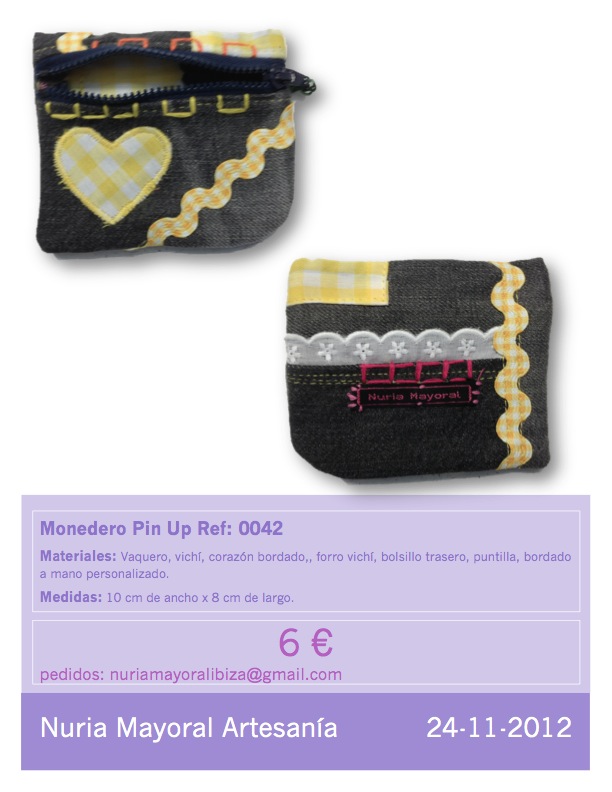 Nuria Mayoral
Monedero Pin Up Ref: 0042
Materiales: Vaquero, vichí, corazón bordado,, forro vichí, bolsillo trasero, puntilla, bordado
a mano personalizado.
Medidas: 10 cm de ancho x 8 cm de largo.
6 €
pedidos: nuriamayoralibiza@gmail.com
Nuria Mayoral Artesanía 24-11-2012